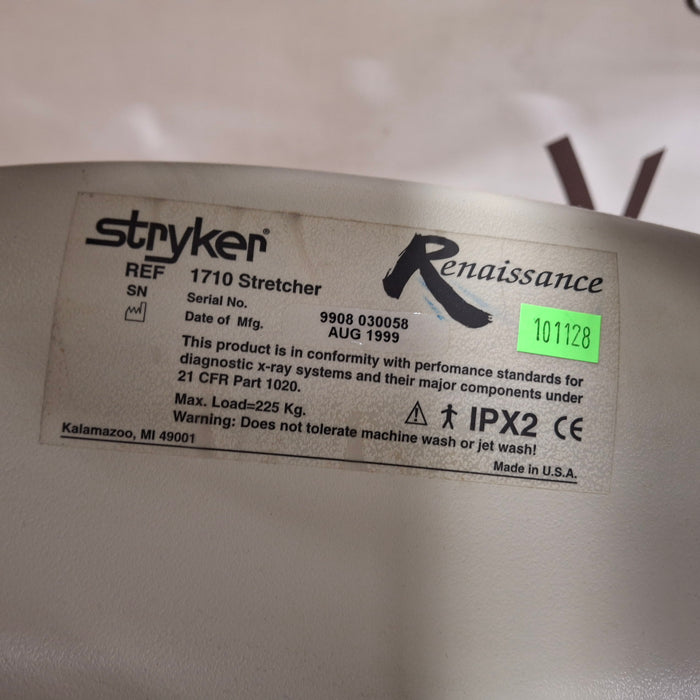 stryker® Renaissance
REF 1710 Stretcher
SN Serial No. 9908 030058
Date of Mfg. AUG 1999
101128
This product is in conformity with perfomance standards for
diagnostic x-ray systems and their major components under
21 CFR Part 1020.
Max. Load=225 Kg. IPX2 CE
Warning: Does not tolerate machine wash or jet wash!
Kalamazoo, MI 49001
Made in U.S.A.